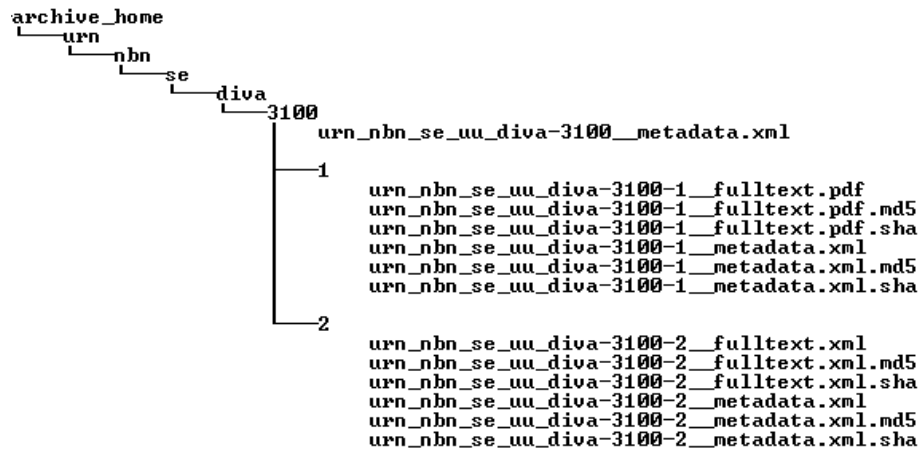 archive_home
urn
nbn
se
diva
3100
urn_nbn_se_uu_diva-3100__metadata.xml
1
urn_nbn_se_uu_diva-3100-1__fulltext.pdf
urn_nbn_se_uu_diva-3100-1__fulltext.pdf.md5
urn_nbn_se_uu_diva-3100-1__fulltext.pdf.sha
urn_nbn_se_uu_diva-3100-1__metadata.xml
urn_nbn_se_uu_diva-3100-1__metadata.xml.md5
urn_nbn_se_uu_diva-3100-1__metadata.xml.sha
2
urn_nbn_se_uu_diva-3100-2__fulltext.xml
urn_nbn_se_uu_diva-3100-2__fulltext.xml.md5
urn_nbn_se_uu_diva-3100-2__fulltext.xml.sha
urn_nbn_se_uu_diva-3100-2__metadata.xml
urn_nbn_se_uu_diva-3100-2__metadata.xml.md5
urn_nbn_se_uu_diva-3100-2__metadata.xml.sha